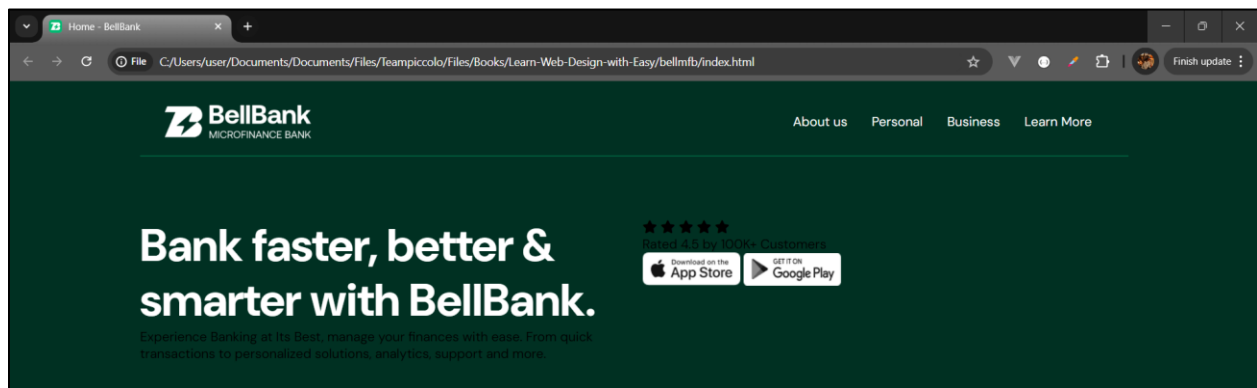 Home - BellBank
File
C:/Users/user/Documents/Documents/Files/Teampiccolo/Files/Books/Learn-Web-Design-with-Easy/bellmfb/index.html
Finish update
BellBank
MICROFINANCE BANK
About us Personal Business Learn More
Bank faster, better &
smarter with BellBank.
Experience Banking at Its Best, manage your finances with ease. From quick
transactions to personalized solutions, analytics, support and more.
Rated 4.5 by 100K+ Customers
Download on the
App Store
GET IT ON
Google Play